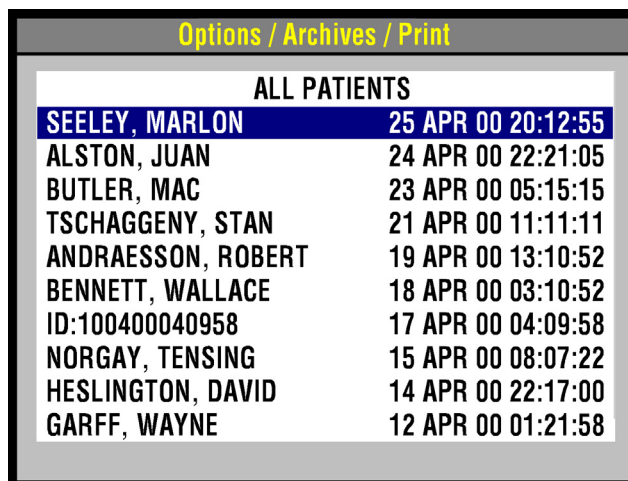 Options / Archives / Print
ALL PATIENTS
SEELEY, MARLON 25 APR 00 20:12:55
ALSTON, JUAN 24 APR 00 22:21:05
BUTLER, MAC 23 APR 00 05:15:15
TSCHAGGENY, STAN 21 APR 00 11:11:11
ANDRAESSON, ROBERT 19 APR 00 13:10:52
BENNETT, WALLACE 18 APR 00 03:10:52
ID:100400040958 17 APR 00 04:09:58
NORGAY, TENSING 15 APR 00 08:07:22
HESLINGTON, DAVID 14 APR 00 22:17:00
GARFF, WAYNE 12 APR 00 01:21:58